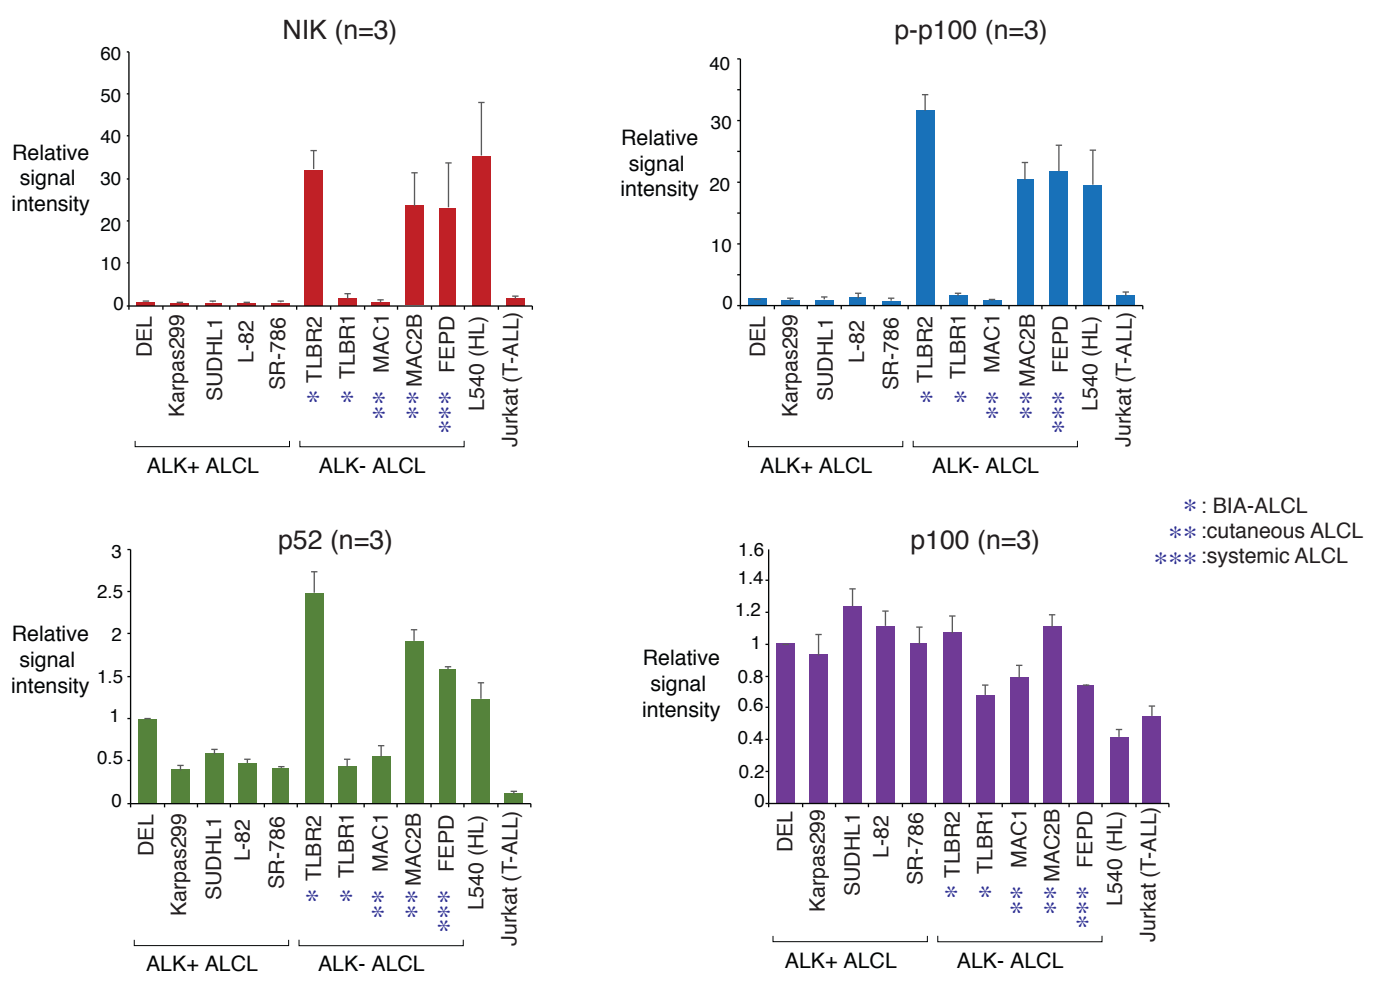 NIK (n=3)
60
50
40
30
20
10
0
Relative
signal
intensity
DEL
Karpas299
SUDHL1
L-82
SR-786
* TLBR2
* TLBR1
** MAC1
** MAC2B
*** FEPD
L540 (HL)
Jurkat (T-ALL)
ALK+ ALCL
ALK- ALCL
p-p100 (n=3)
40
30
20
10
0
Relative
signal
intensity
DEL
Karpas299
SUDHL1
L-82
SR-786
* TLBR2
* TLBR1
** MAC1
** MAC2B
*** FEPD
L540 (HL)
Jurkat (T-ALL)
ALK+ ALCL
ALK- ALCL
* : BIA-ALCL
** :cutaneous ALCL
*** :systemic ALCL
p52 (n=3)
3
2.5
2
1.5
1
0.5
0
Relative
signal
intensity
DEL
Karpas299
SUDHL1
L-82
SR-786
* TLBR2
* TLBR1
** MAC1
** MAC2B
*** FEPD
L540 (HL)
Jurkat (T-ALL)
ALK+ ALCL
ALK- ALCL
p100 (n=3)
1.6
1.4
1.2
1
0.8
0.6
0.4
0.2
0
Relative
signal
intensity
DEL
Karpas299
SUDHL1
L-82
SR-786
* TLBR2
* TLBR1
** MAC1
** MAC2B
*** FEPD
L540 (HL)
Jurkat (T-ALL)
ALK+ ALCL
ALK- ALCL